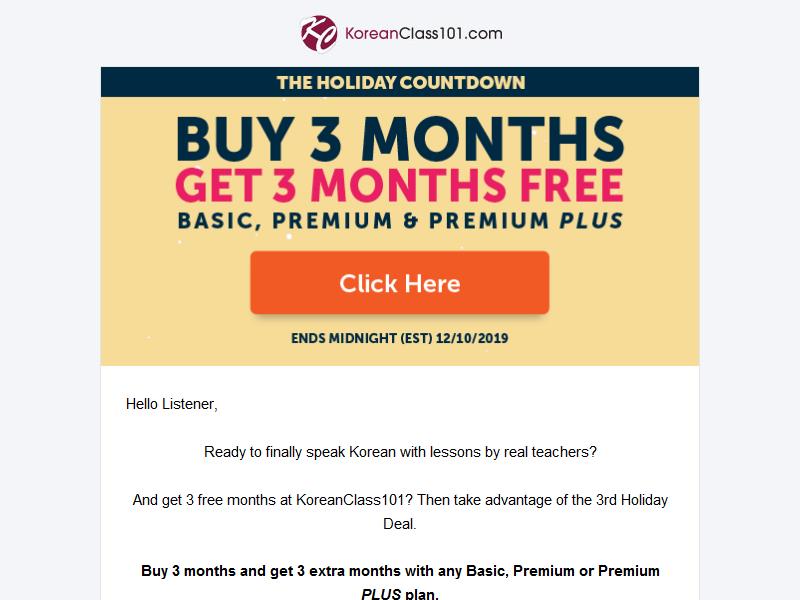 KoreanClass101.com
THE HOLIDAY COUNTDOWN
BUY 3 MONTHS
GET 3 MONTHS FREE
BASIC, PREMIUM & PREMIUM PLUS
Click Here
ENDS MIDNIGHT (EST) 12/10/2019
Hello Listener,
Ready to finally speak Korean with lessons by real teachers?
And get 3 free months at KoreanClass101? Then take advantage of the 3rd Holiday
Deal.
Buy 3 months and get 3 extra months with any Basic, Premium or Premium
PLUS plan.